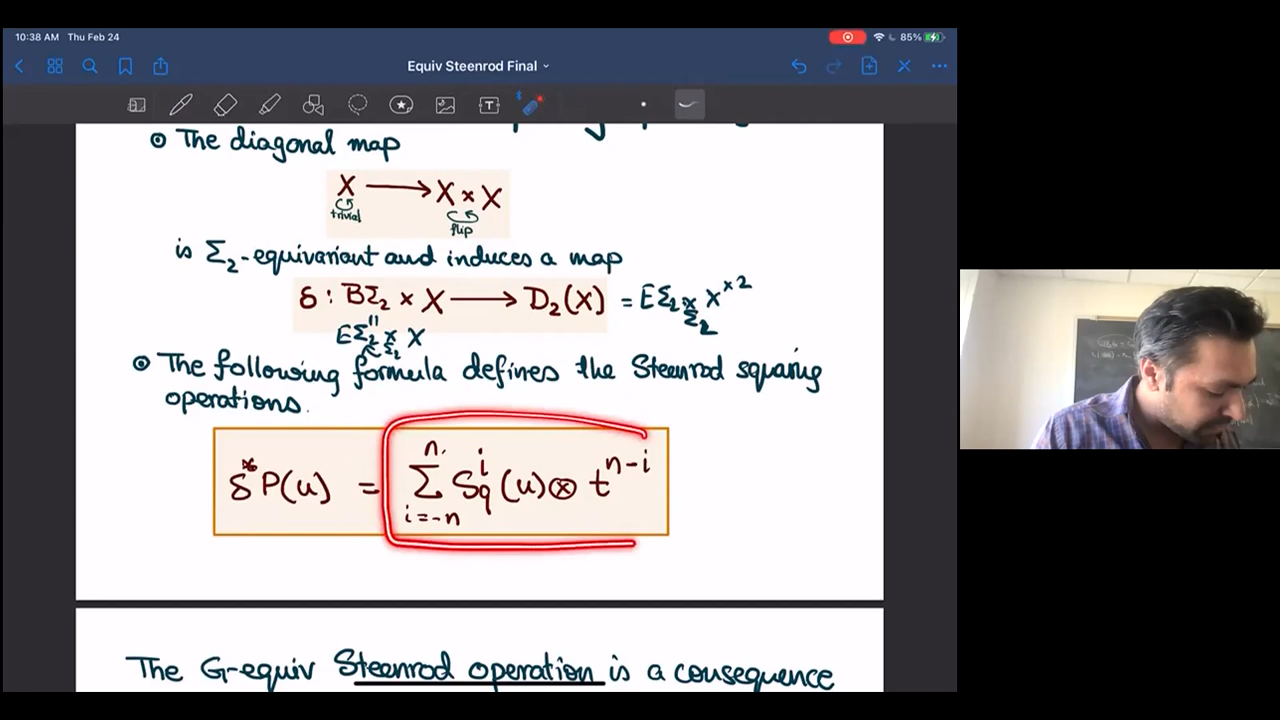 10:38 AM Thu Feb 24
85%
Equiv Steenrod Final
⊙ The diagonal map
X ⟶ X × X
trivial
flip
is Σ₂-equivariant and induces a map
δ : BΣ₂ × X ⟶ D₂(X) = EΣ₂ ×_Σ₂ X^{×2}
EΣ₂ ×_Σ₂ X
⊙ The following formula defines the Steenrod squaring
operations.
δ*P(u) = Σ_{i=-n}^{n} Sq^i(u) ⊗ t^{n-i}
The G-equiv Steenrod operation is a consequence